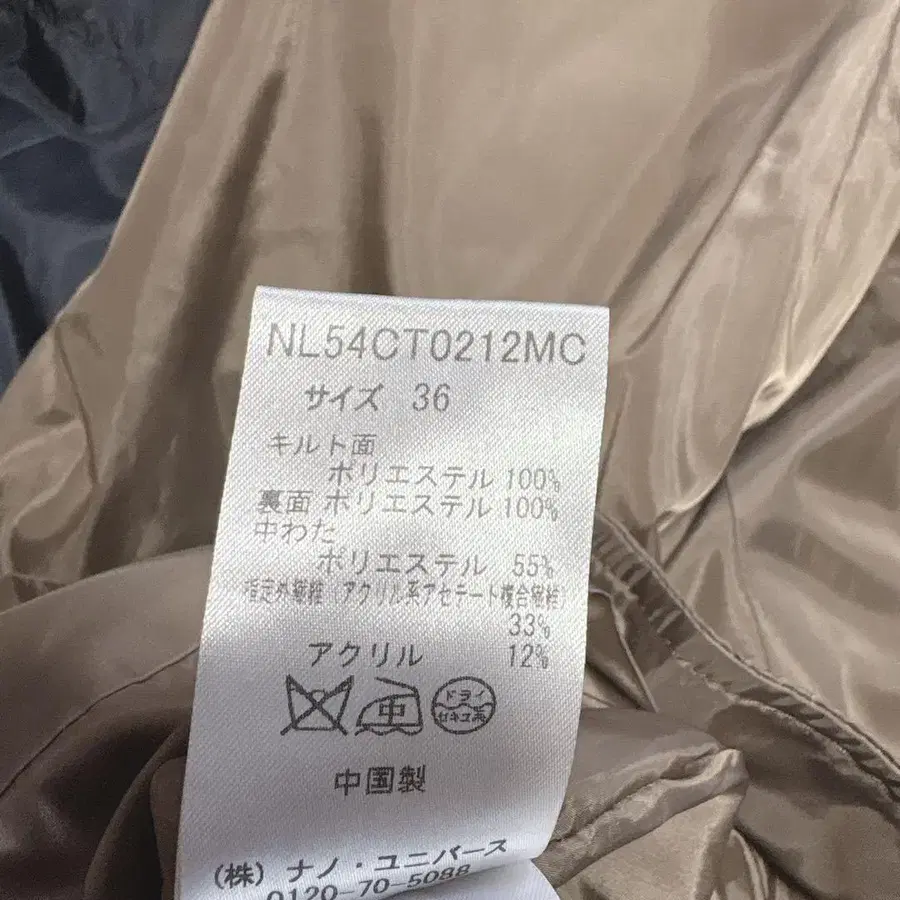 NL54CT0212MC
サイズ 36
キルト面
ポリエステル 100%
裏面 ポリエステル 100%
中わた
ポリエステル 55%
指定外繊維(アクリル系アセテート複合繊維)
33%
アクリル 12%
中
ドライ
セキユ系
中国製
(株) ナノ・ユニバース
0120-70-5088